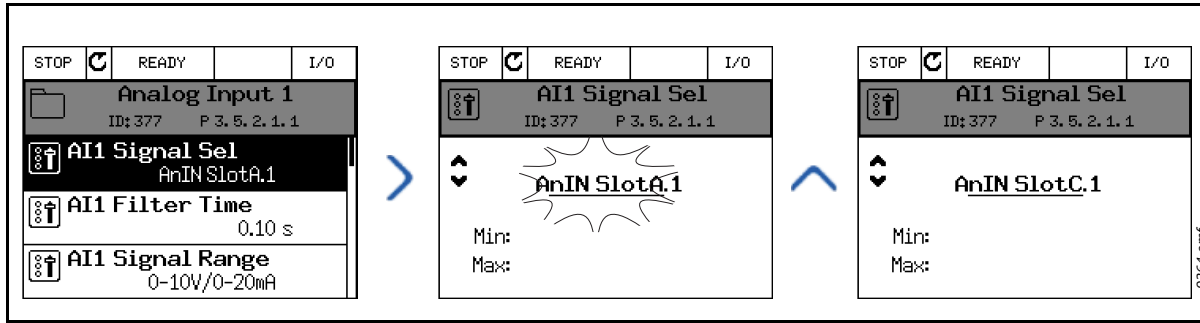 STOP READY I/O
Analog Input 1
ID:377 P3.5.2.1.1
AI1 Signal Sel
AnIN SlotA.1
AI1 Filter Time
0.10 s
AI1 Signal Range
0-10V/0-20mA
STOP READY I/O
AI1 Signal Sel
ID:377 P3.5.2.1.1
AnIN SlotA.1
Min:
Max:
STOP READY I/O
AI1 Signal Sel
ID:377 P3.5.2.1.1
AnIN SlotC.1
Min:
Max: